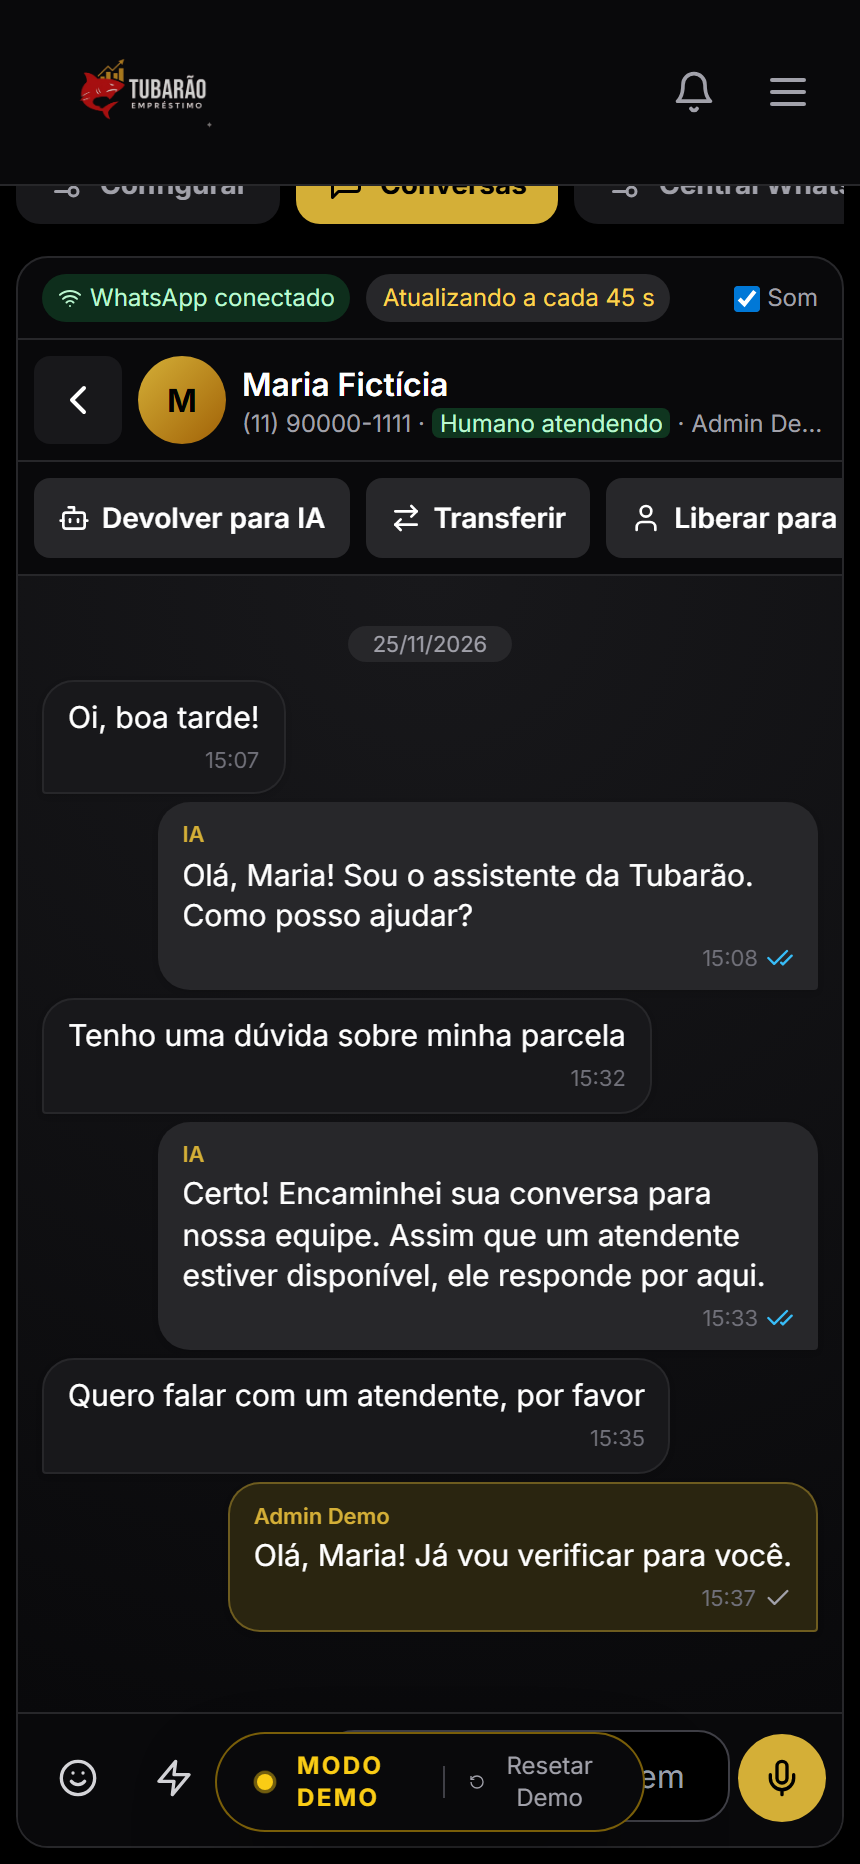 TUBARÃO
EMPRÉSTIMO
Configurar
Conversas
Central Whats
WhatsApp conectado
Atualizando a cada 45 s
Som
M
Maria Fictícia
(11) 90000-1111 · Humano atendendo · Admin De...
Devolver para IA
Transferir
Liberar para
25/11/2026
Oi, boa tarde!
15:07
IA
Olá, Maria! Sou o assistente da Tubarão.
Como posso ajudar?
15:08
Tenho uma dúvida sobre minha parcela
15:32
IA
Certo! Encaminhei sua conversa para
nossa equipe. Assim que um atendente
estiver disponível, ele responde por aqui.
15:33
Quero falar com um atendente, por favor
15:35
Admin Demo
Olá, Maria! Já vou verificar para você.
15:37
MODO
DEMO
Resetar
Demo
em